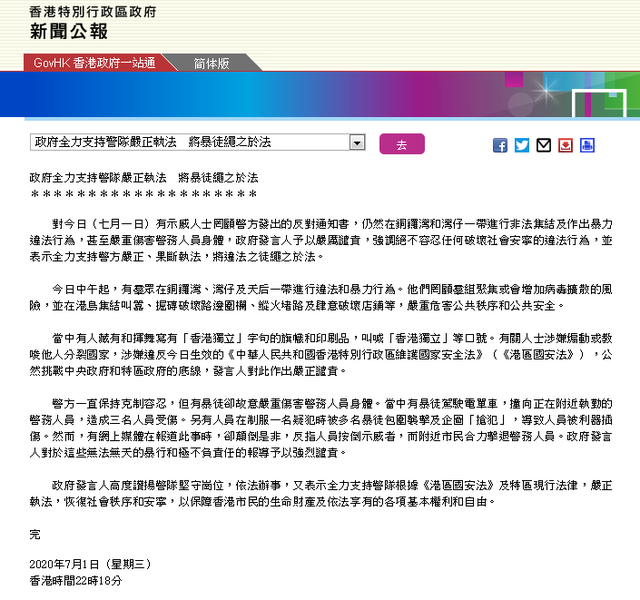 香港特別行政區政府
新聞公報
GovHK 香港政府一站通
简体版
政府全力支持警隊嚴正執法　將暴徒繩之於法
去
政府全力支持警隊嚴正執法　將暴徒繩之於法
＊＊＊＊＊＊＊＊＊＊＊＊＊＊＊＊＊＊＊＊
對今日（七月一日）有示威人士罔顧警方發出的反對通知書，仍然在銅鑼灣和灣仔一帶進行非法集結及作出暴力
違法行為，甚至嚴重傷害警務人員身體，政府發言人予以嚴厲譴責，強調絕不容忍任何破壞社會安寧的違法行為，並
表示全力支持警方嚴正、果斷執法，將違法之徒繩之於法。
今日中午起，有羣眾在銅鑼灣、灣仔及天后一帶進行違法和暴力行為。他們罔顧羣組聚集或會增加病毒擴散的風
險，並在港島集結叫囂、掘磚破壞路邊圍欄、縱火堵路及肆意破壞店鋪等，嚴重危害公共秩序和公共安全。
當中有人藏有和揮舞寫有「香港獨立」字句的旗幟和印刷品，叫喊「香港獨立」等口號。有關人士涉嫌煽動或教
唆他人分裂國家，涉嫌違反今日生效的《中華人民共和國香港特別行政區維護國家安全法》（《港區國安法》），公
然挑戰中央政府和特區政府的底線，發言人對此作出嚴正譴責。
警方一直保持克制容忍，但有暴徒卻故意嚴重傷害警務人員身體。當中有暴徒駕駛電單車，撞向正在附近執勤的
警務人員，造成三名人員受傷。另有人員在制服一名疑犯時被多名暴徒包圍襲擊及企圖「搶犯」，導致人員被利器插
傷。然而，有網上媒體在報道此事時，卻顛倒是非，反指人員按倒示威者，而附近市民合力擊退警務人員。政府發言
人對於這些無法無天的暴行和極不負責任的報導予以強烈譴責。
政府發言人高度讚揚警隊堅守崗位，依法辦事，又表示全力支持警隊根據《港區國安法》及特區現行法律，嚴正
執法，恢復社會秩序和安寧，以保障香港市民的生命財產及依法享有的各項基本權利和自由。
完
2020年7月1日（星期三）
香港時間22時18分